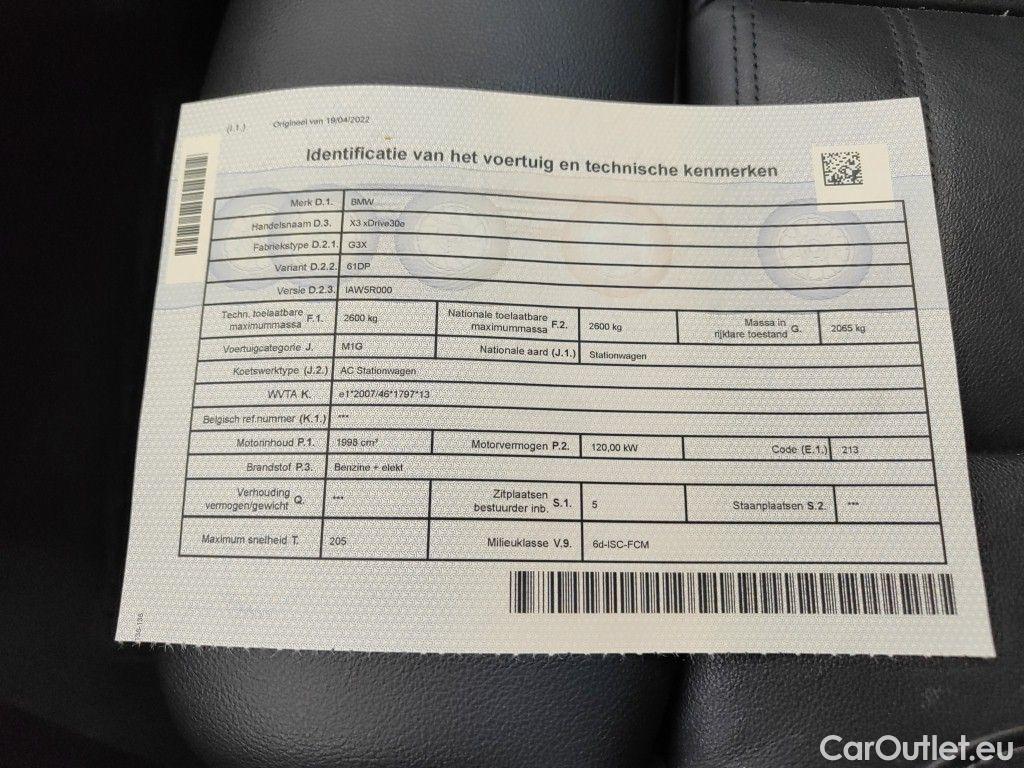 (I.1.) Origineel van 19/04/2022
Identificatie van het voertuig en technische kenmerken
Merk D.1. BMW
Handelsnaam D.3. X3 xDrive30e
Fabriekstype D.2.1. G3X
Variant D.2.2. 61DP
Versie D.2.3. IAW5R000
Techn. toelaatbare maximummassa F.1. 2600 kg Nationale toelaatbare maximummassa F.2. 2600 kg Massa in rijklare toestand G. 2065 kg
Voertuigcategorie J. M1G Nationale aard (J.1.) Stationwagen
Koetswerktype (J.2.) AC Stationwagen
WVTA K. e1*2007/46*1797*13
Belgisch ref.nummer (K.1.) ***
Motorinhoud P.1. 1998 cm³ Motorvermogen P.2. 120,00 kW Code (E.1.) 213
Brandstof P.3. Benzine + elekt
Verhouding vermogen/gewicht Q. *** Zitplaatsen bestuurder inb. S.1. 5 Staanplaatsen S.2. ***
Maximum snelheid T. 205 Milieuklasse V.9. 6d-ISC-FCM
CarOutlet.eu